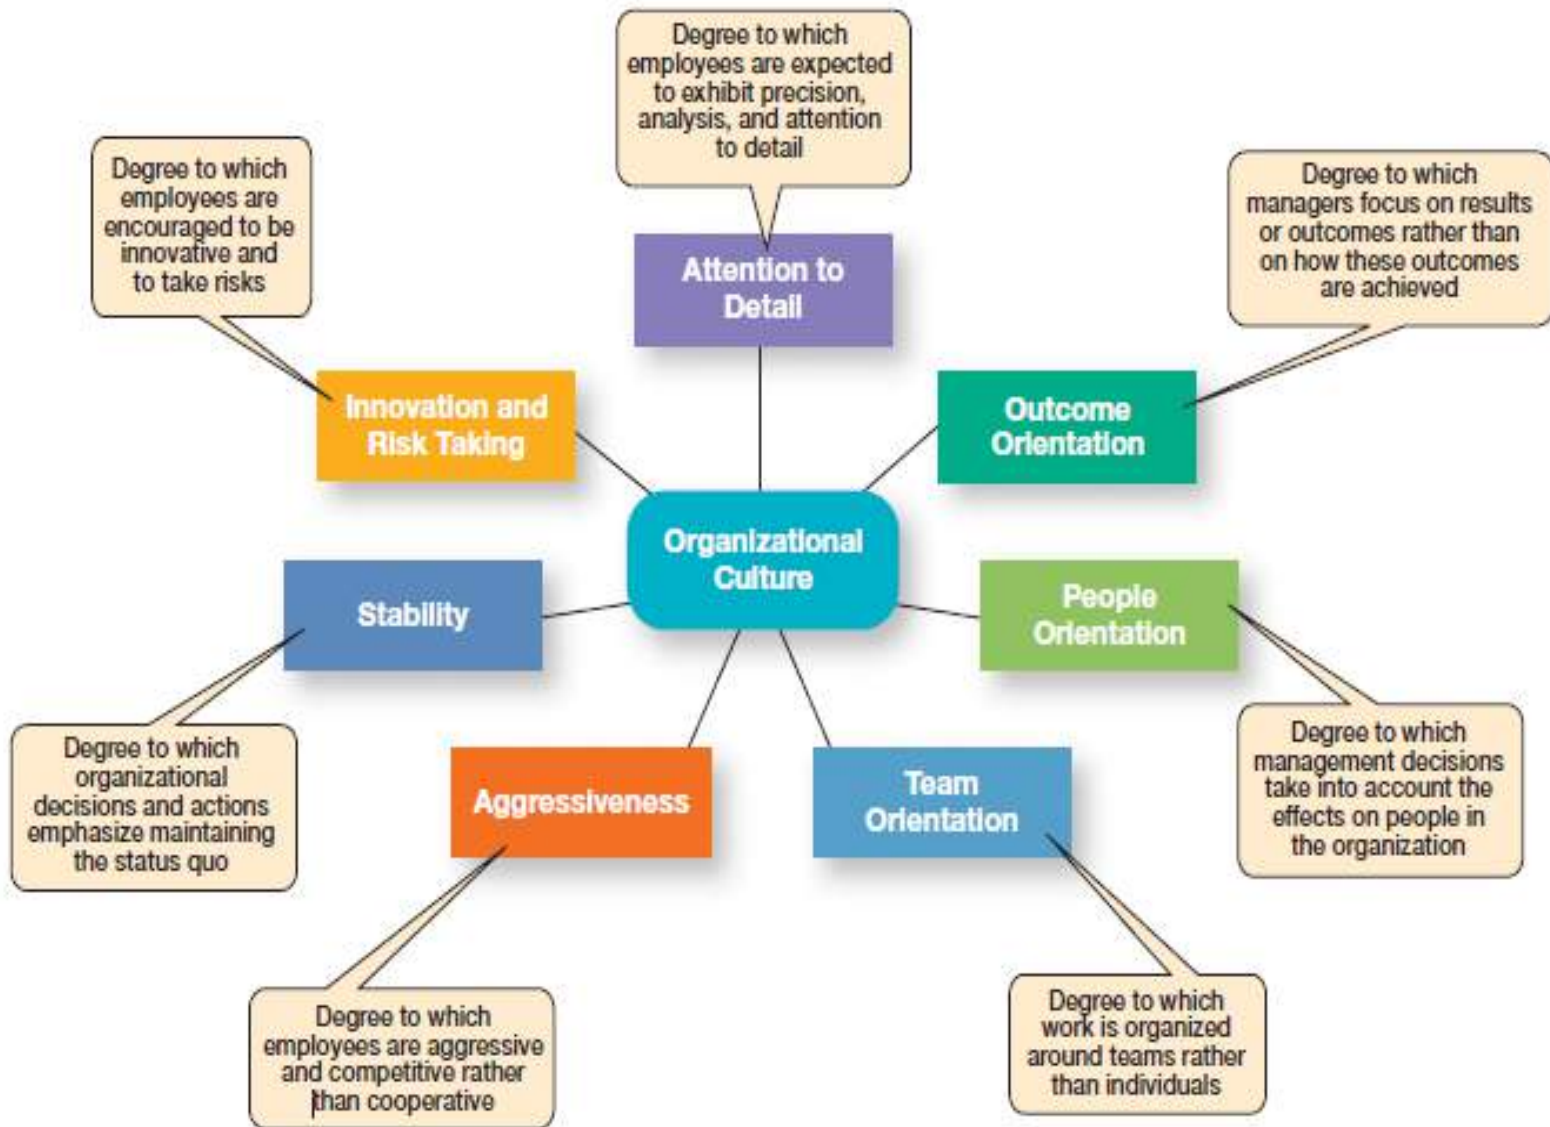 Degree to which
employees are expected
to exhibit precision,
analysis, and attention
to detail
Degree to which
employees are
encouraged to be
innovative and
to take risks
Degree to which
managers focus on results
or outcomes rather than
on how these outcomes
are achieved
Attention to
Detail
Innovation and
Risk Taking
Outcome
Orientation
Organizational
Culture
Stability
People
Orientation
Degree to which
organizational
decisions and actions
emphasize maintaining
the status quo
Aggressiveness
Team
Orientation
Degree to which
management decisions
take into account the
effects on people in
the organization
Degree to which
employees are aggressive
and competitive rather
than cooperative
Degree to which
work is organized
around teams rather
than individuals